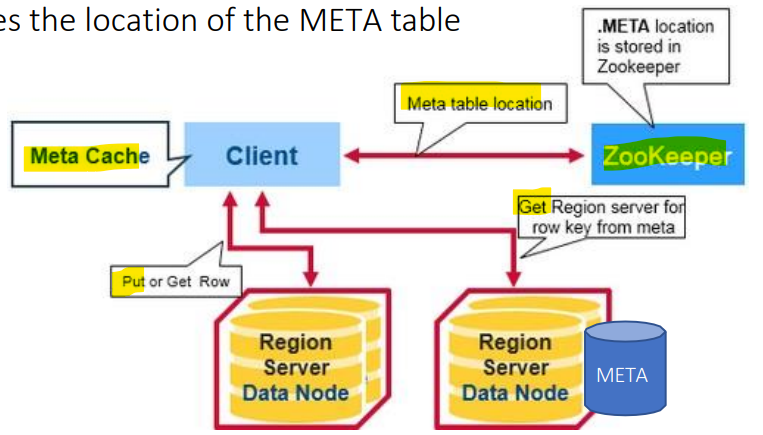 es the location of the META table
.META location
is stored in
Zookeeper
Meta table location
Meta Cache
Client
ZooKeeper
Get Region server for
row key from meta
Put or Get Row
Region
Server
Data Node
Region
Server
Data Node
META